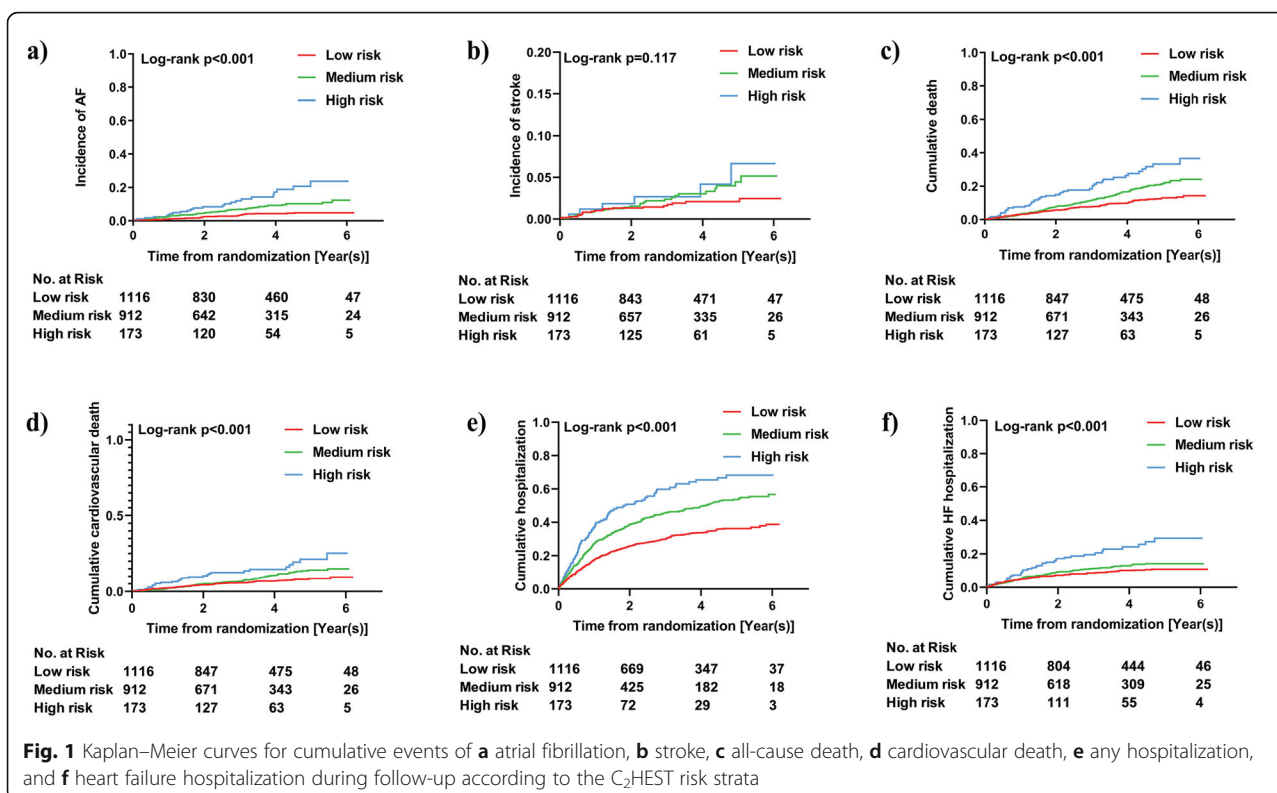 a)
Log-rank p<0.001
Low risk
Medium risk
High risk
Incidence of AF
1.0
0.8
0.6
0.4
0.2
0.0
0 2 4 6
Time from randomization [Year(s)]
No. at Risk
Low risk 1116 830 460 47
Medium risk 912 642 315 24
High risk 173 120 54 5
b)
Log-rank p=0.117
Low risk
Medium risk
High risk
Incidence of stroke
0.20
0.15
0.10
0.05
0.00
0 2 4 6
Time from randomization [Year(s)]
No. at Risk
Low risk 1116 843 471 47
Medium risk 912 657 335 26
High risk 173 125 61 5
c)
Log-rank p<0.001
Low risk
Medium risk
High risk
Cumulative death
1.0
0.8
0.6
0.4
0.2
0.0
0 2 4 6
Time from randomization [Year(s)]
No. at Risk
Low risk 1116 847 475 48
Medium risk 912 671 343 26
High risk 173 127 63 5
d)
Log-rank p<0.001
Low risk
Medium risk
High risk
Cumulative cardiovascular death
1.0
0.5
0.0
0 2 4 6
Time from randomization [Year(s)]
No. at Risk
Low risk 1116 847 475 48
Medium risk 912 671 343 26
High risk 173 127 63 5
e)
Log-rank p<0.001
Low risk
Medium risk
High risk
Cumulative hospitalization
1.0
0.8
0.6
0.4
0.2
0.0
0 2 4 6
Time from randomization [Year(s)]
No. at Risk
Low risk 1116 669 347 37
Medium risk 912 425 182 18
High risk 173 72 29 3
f)
Log-rank p<0.001
Low risk
Medium risk
High risk
Cumulative HF hospitalization
1.0
0.8
0.6
0.4
0.2
0.0
0 2 4 6
Time from randomization [Year(s)]
No. at Risk
Low risk 1116 804 444 46
Medium risk 912 618 309 25
High risk 173 111 55 4
Fig. 1 Kaplan–Meier curves for cumulative events of a atrial fibrillation, b stroke, c all-cause death, d cardiovascular death, e any hospitalization,
and f heart failure hospitalization during follow-up according to the C₂HEST risk strata